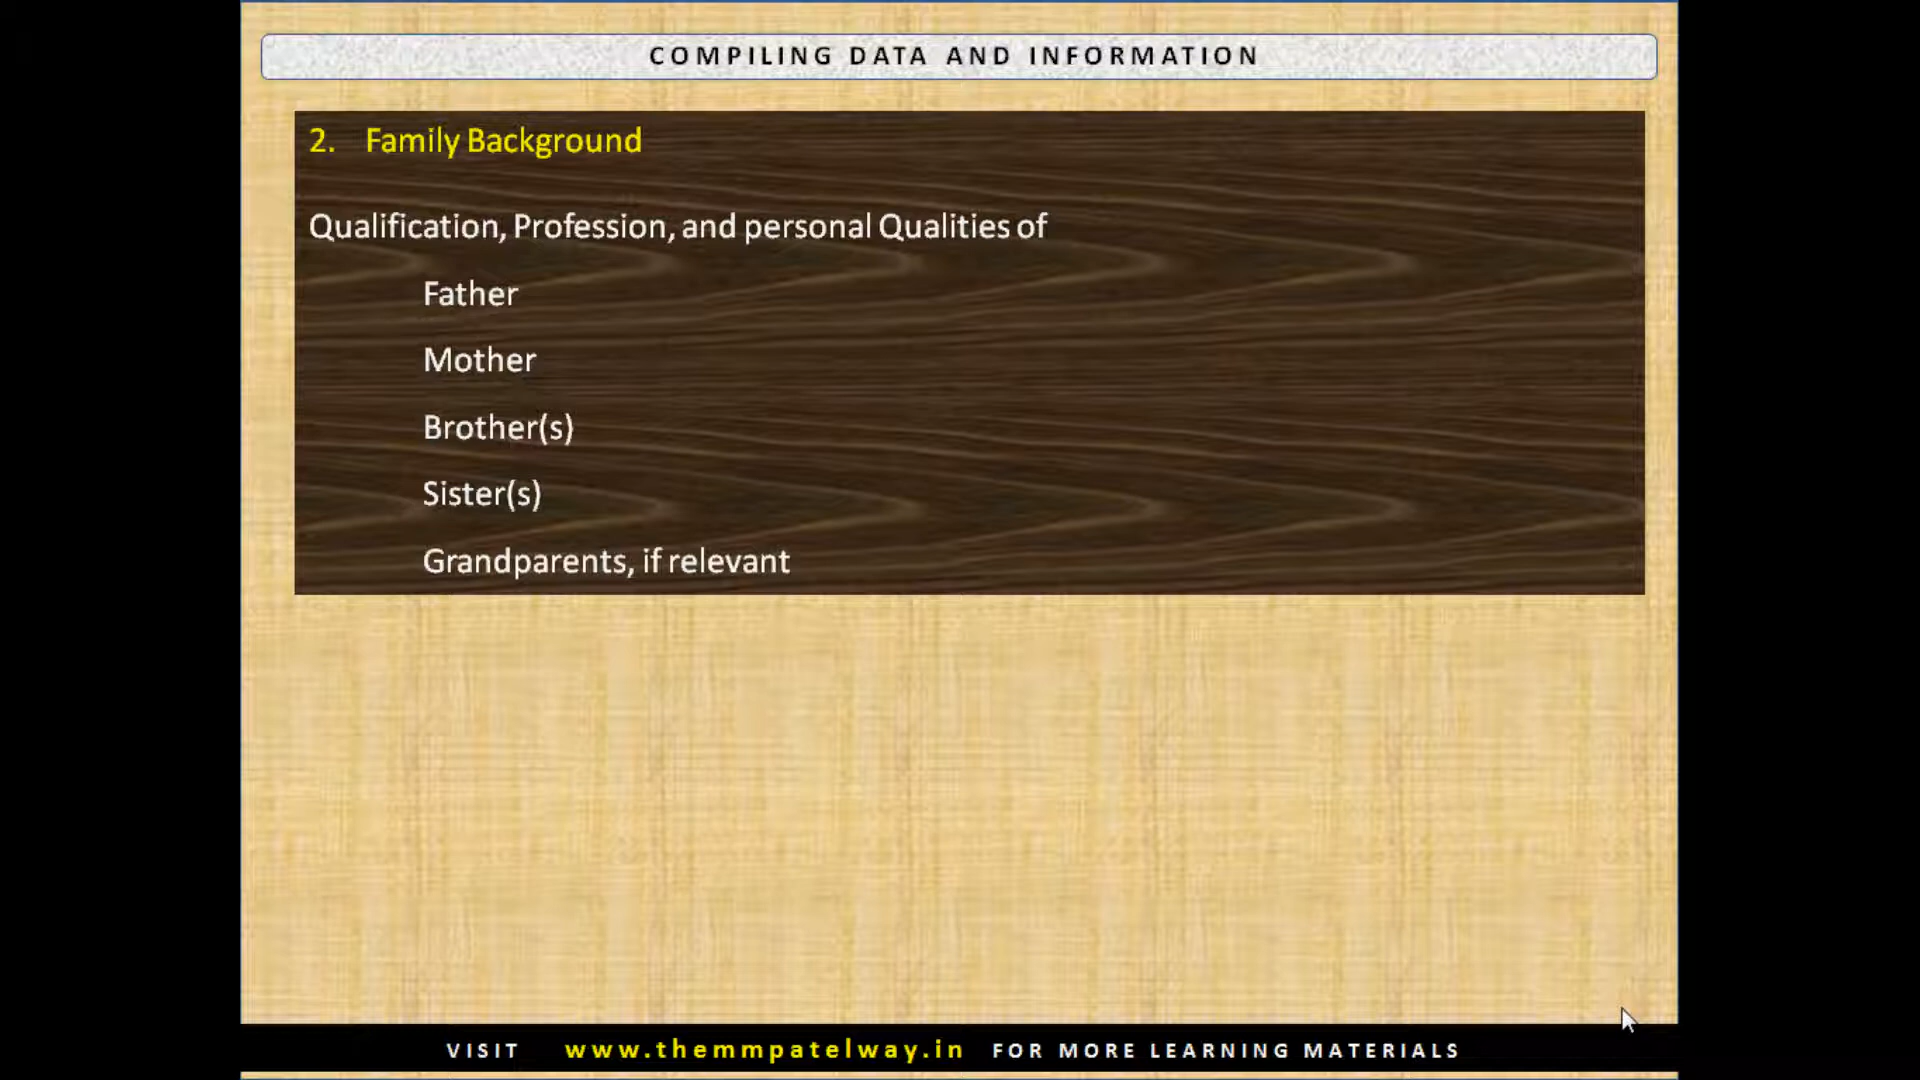 COMPILING DATA AND INFORMATION
2. Family Background
Qualification, Profession, and personal Qualities of
Father
Mother
Brother(s)
Sister(s)
Grandparents, if relevant
VISIT www.themmpatelway.in FOR MORE LEARNING MATERIALS